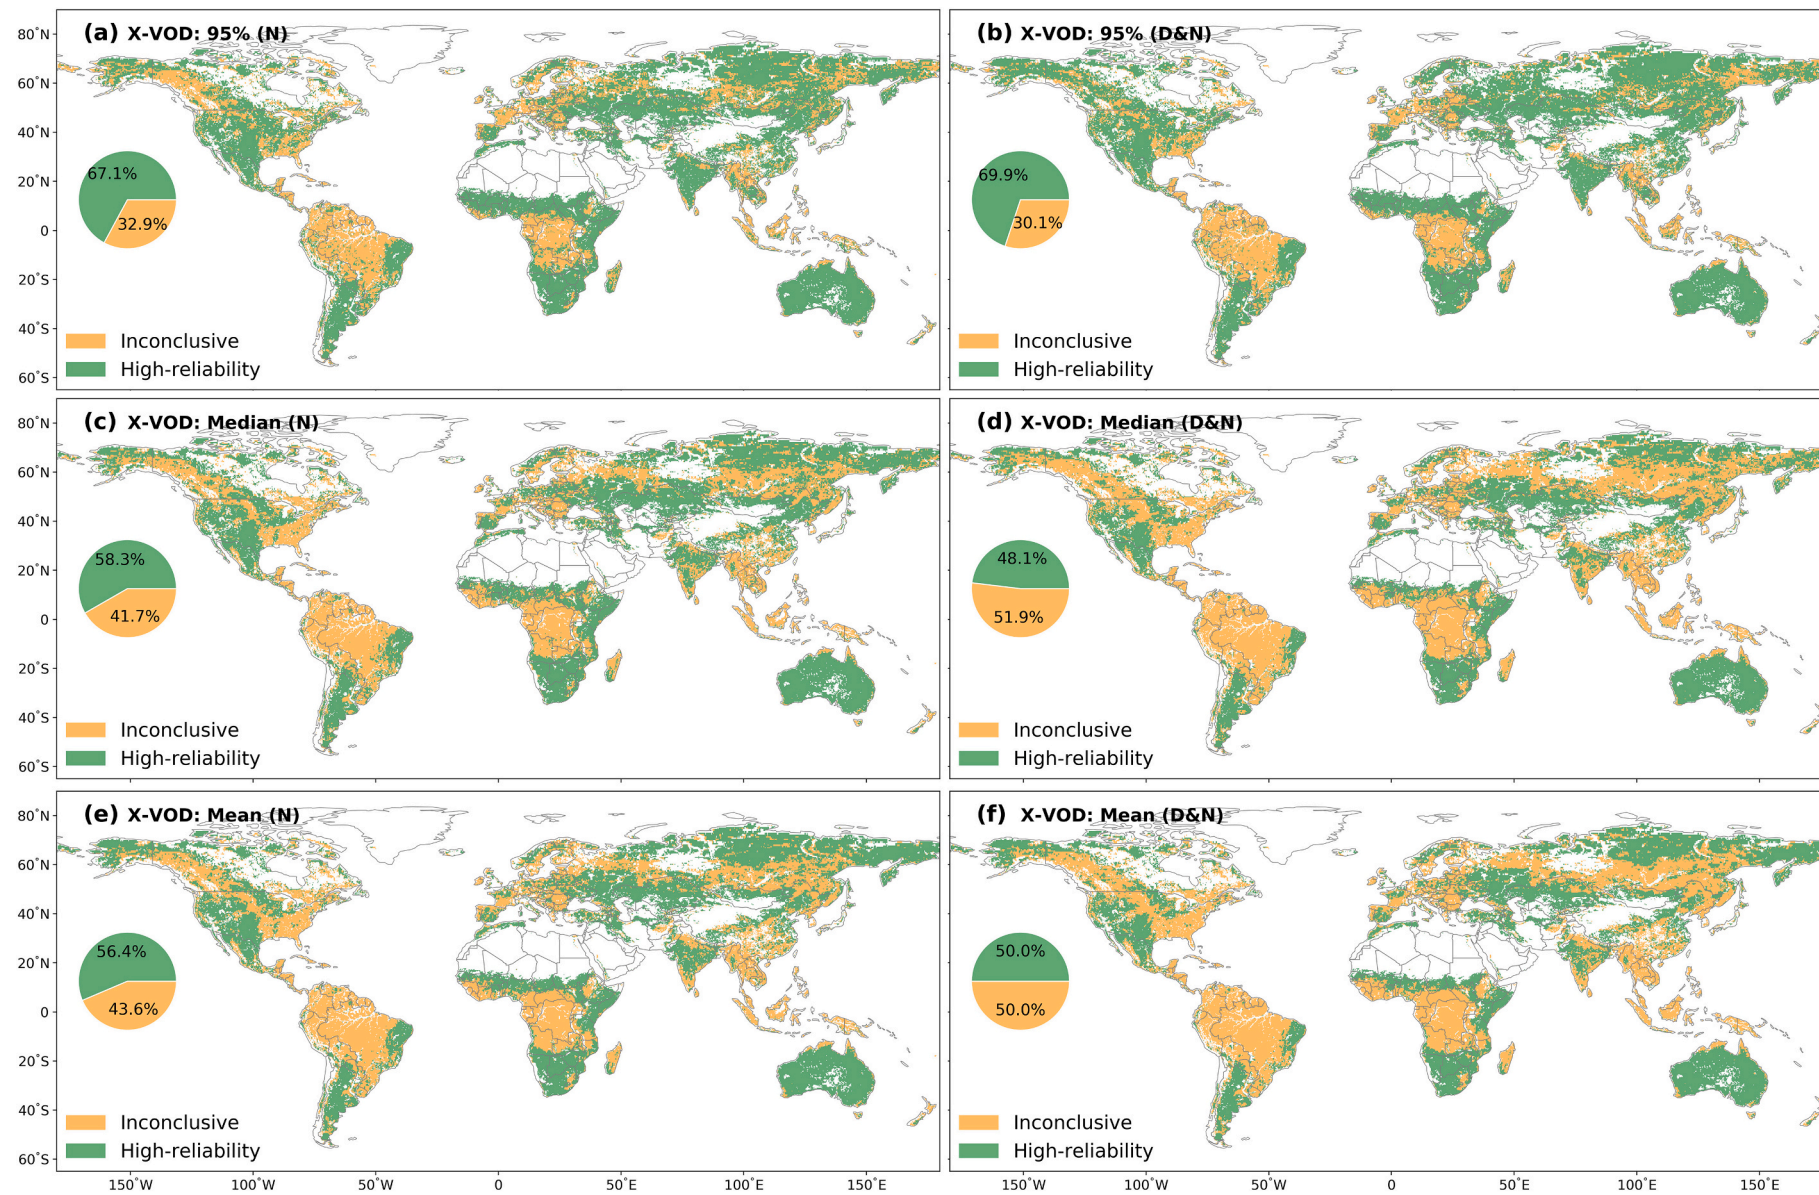 (a) X-VOD: 95% (N)
(b) X-VOD: 95% (D&N)
80°N
60°N
40°N
20°N
0
20°S
40°S
60°S
67.1%
32.9%
69.9%
30.1%
Inconclusive
High-reliability
Inconclusive
High-reliability
(c) X-VOD: Median (N)
(d) X-VOD: Median (D&N)
80°N
60°N
40°N
20°N
0
20°S
40°S
60°S
58.3%
41.7%
48.1%
51.9%
Inconclusive
High-reliability
Inconclusive
High-reliability
(e) X-VOD: Mean (N)
(f) X-VOD: Mean (D&N)
80°N
60°N
40°N
20°N
0
20°S
40°S
60°S
56.4%
43.6%
50.0%
50.0%
Inconclusive
High-reliability
Inconclusive
High-reliability
150°W 100°W 50°W 0 50°E 100°E 150°E
150°W 100°W 50°W 0 50°E 100°E 150°E